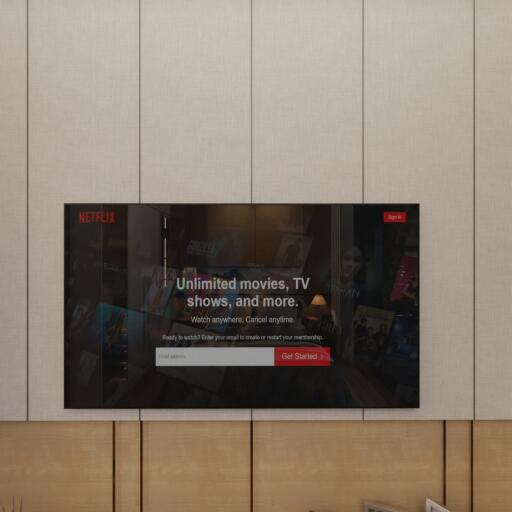 NETFLIX
Sign In
Unlimited movies, TV
shows, and more.
Watch anywhere. Cancel anytime.
Ready to watch? Enter your email to create or restart your membership.
Email address
Get Started >